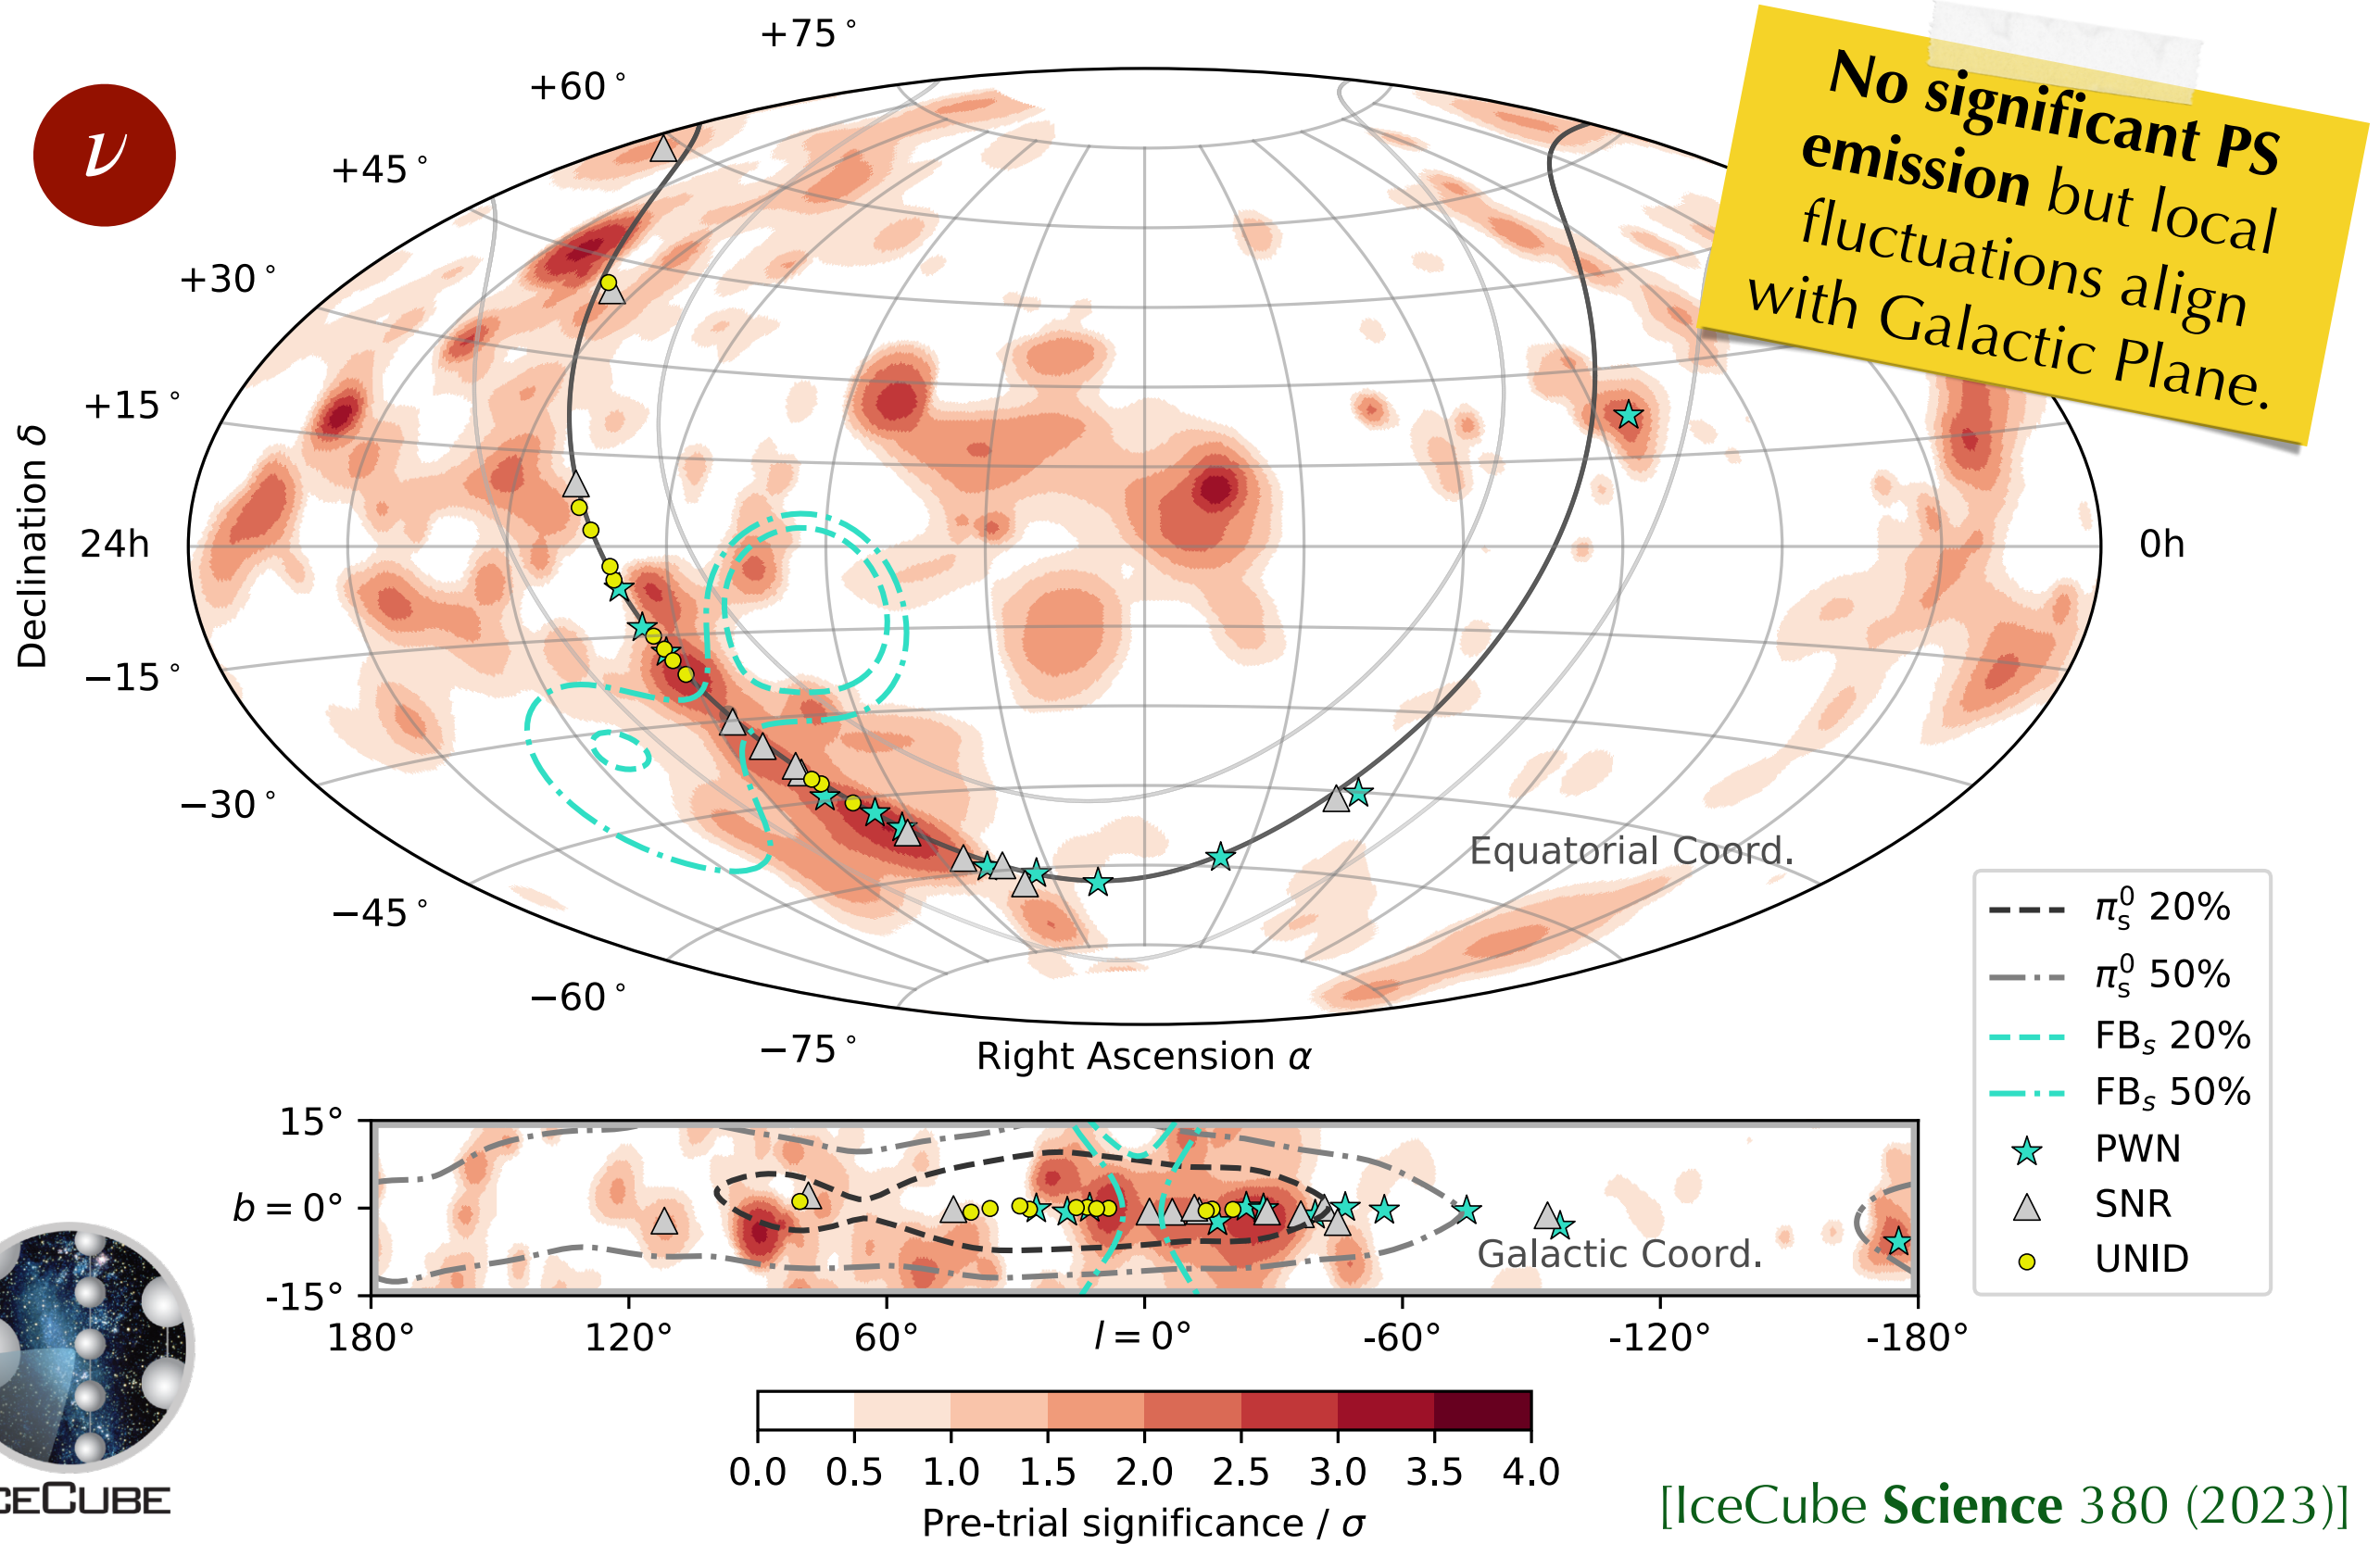 +75°
+60°
+45°
+30°
+15°
24h
−15°
−30°
−45°
−60°
−75°
0h
Declination δ
Right Ascension α
Equatorial Coord.
ν
No significant PS
emission but local
fluctuations align
with Galactic Plane.
π⁰ₛ 20%
π⁰ₛ 50%
FBₛ 20%
FBₛ 50%
PWN
SNR
UNID
15°
b = 0°
-15°
Galactic Coord.
180° 120° 60° l = 0° -60° -120° -180°
0.0 0.5 1.0 1.5 2.0 2.5 3.0 3.5 4.0
Pre-trial significance / σ
CECUBE
[IceCube Science 380 (2023)]